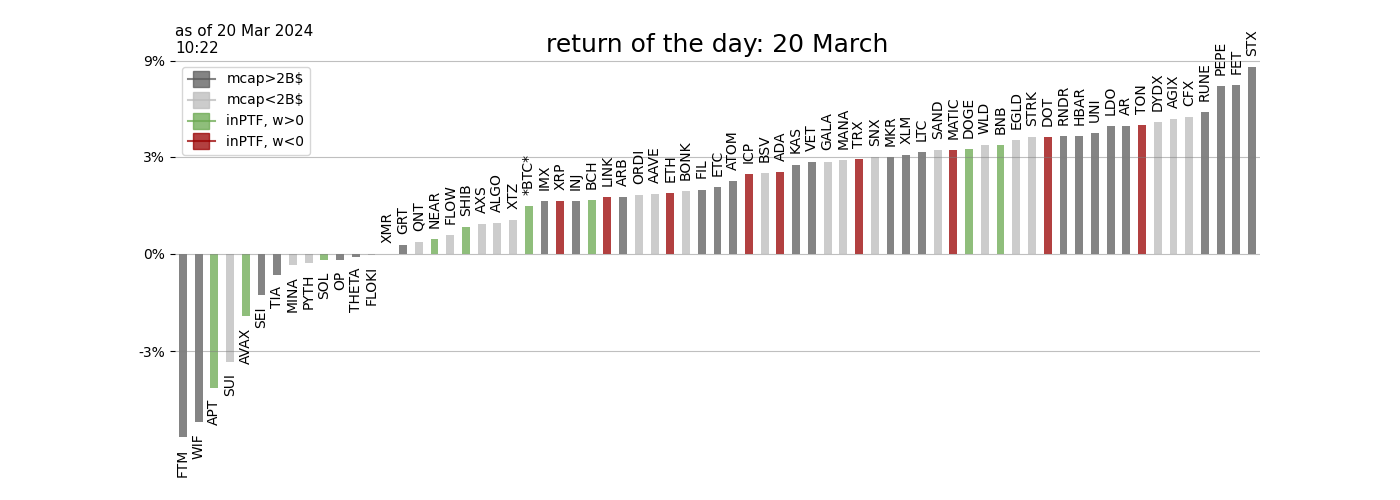 as of 20 Mar 2024
10:22
return of the day: 20 March
9%
3%
0%
-3%
mcap>2B$
mcap<2B$
inPTF, w>0
inPTF, w<0
FTM
WIF
APT
SUI
AVAX
SEI
TIA
MINA
PYTH
SOL
OP
THETA
FLOKI
XMR
GRT
QNT
NEAR
FLOW
SHIB
AXS
ALGO
XTZ
*BTC*
IMX
XRP
INJ
BCH
LINK
ARB
ORDI
AAVE
ETH
BONK
FIL
ETC
ATOM
ICP
BSV
ADA
KAS
VET
GALA
MANA
TRX
SNX
MKR
XLM
LTC
SAND
MATIC
DOGE
WLD
BNB
EGLD
STRK
DOT
RNDR
HBAR
UNI
LDO
AR
TON
DYDX
AGIX
CFX
RUNE
PEPE
FET
STX